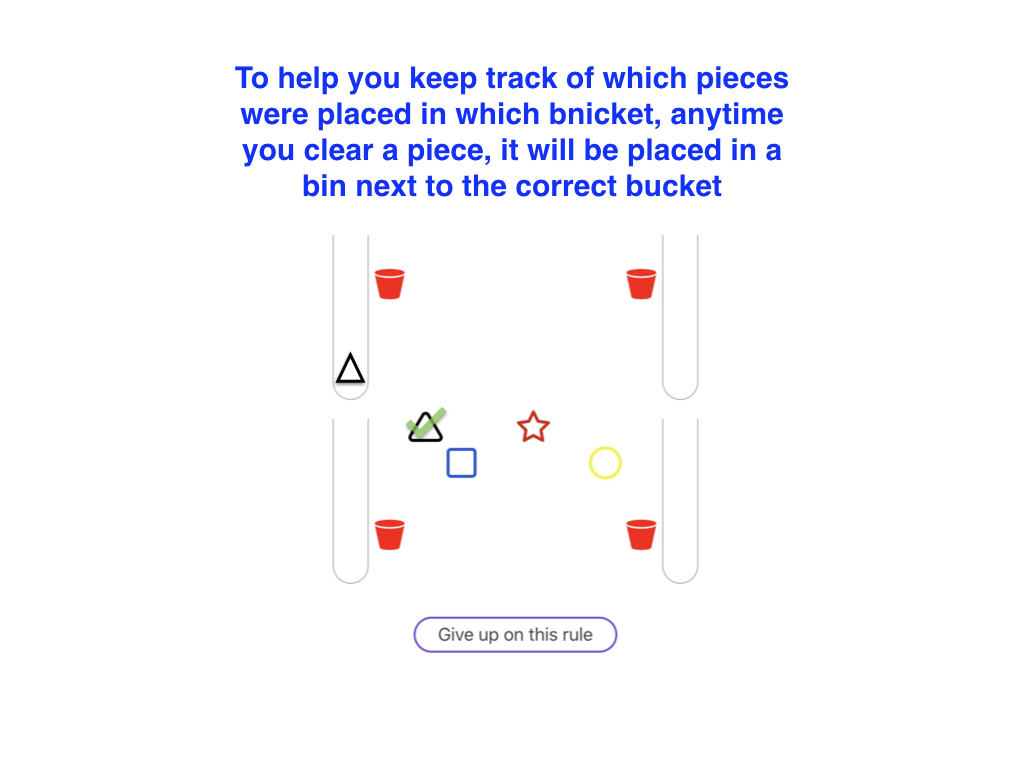 To help you keep track of which pieces
were placed in which bnicket, anytime
you clear a piece, it will be placed in a
bin next to the correct bucket
Give up on this rule